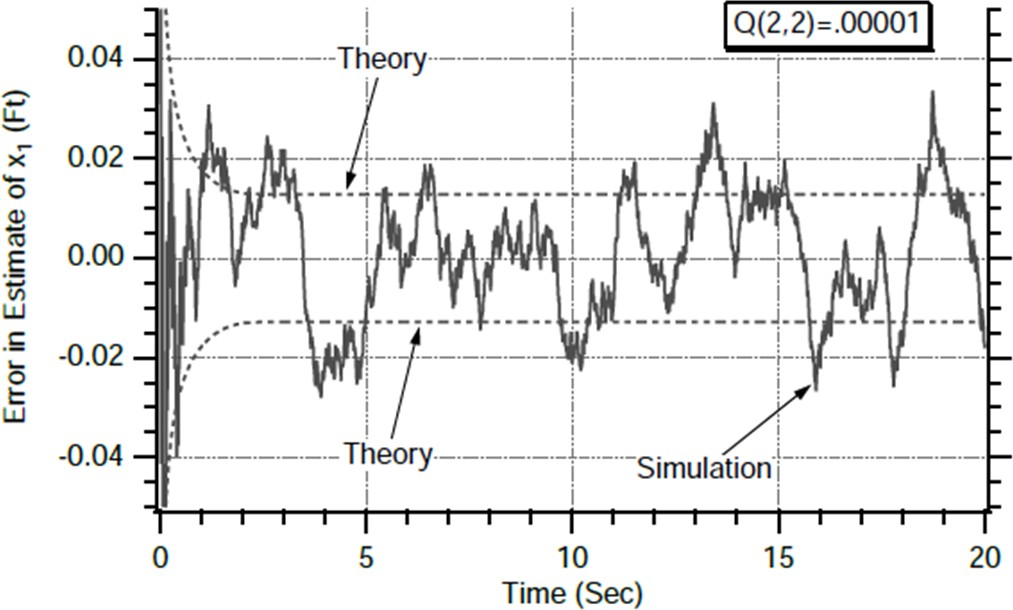 Q(2,2)=.00001
0.04
Theory
0.02
Error in Estimate of x₁ (Ft)
0.00
-0.02
-0.04
Theory
Simulation
0
5
10
15
20
Time (Sec)